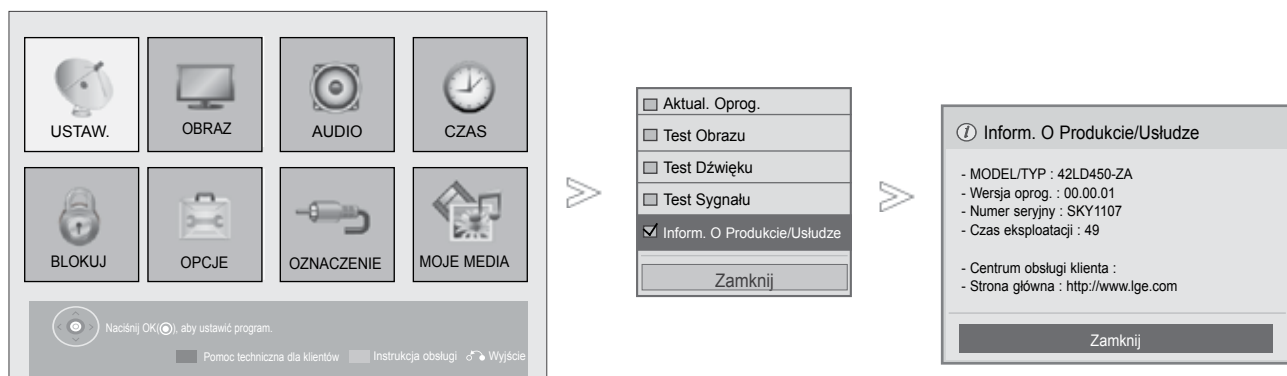 USTAW.
OBRAZ
AUDIO
CZAS
BLOKUJ
OPCJE
OZNACZENIE
MOJE MEDIA
Naciśnij OK(◉), aby ustawić program.
Pomoc techniczna dla klientów Instrukcja obsługi Wyjście
Aktual. Oprog.
Test Obrazu
Test Dźwięku
Test Sygnału
Inform. O Produkcie/Usłudze
Zamknij
Inform. O Produkcie/Usłudze
- MODEL/TYP : 42LD450-ZA
- Wersja oprog. : 00.00.01
- Numer seryjny : SKY1107
- Czas eksploatacji : 49
- Centrum obsługi klienta :
- Strona główna : http://www.lge.com
Zamknij